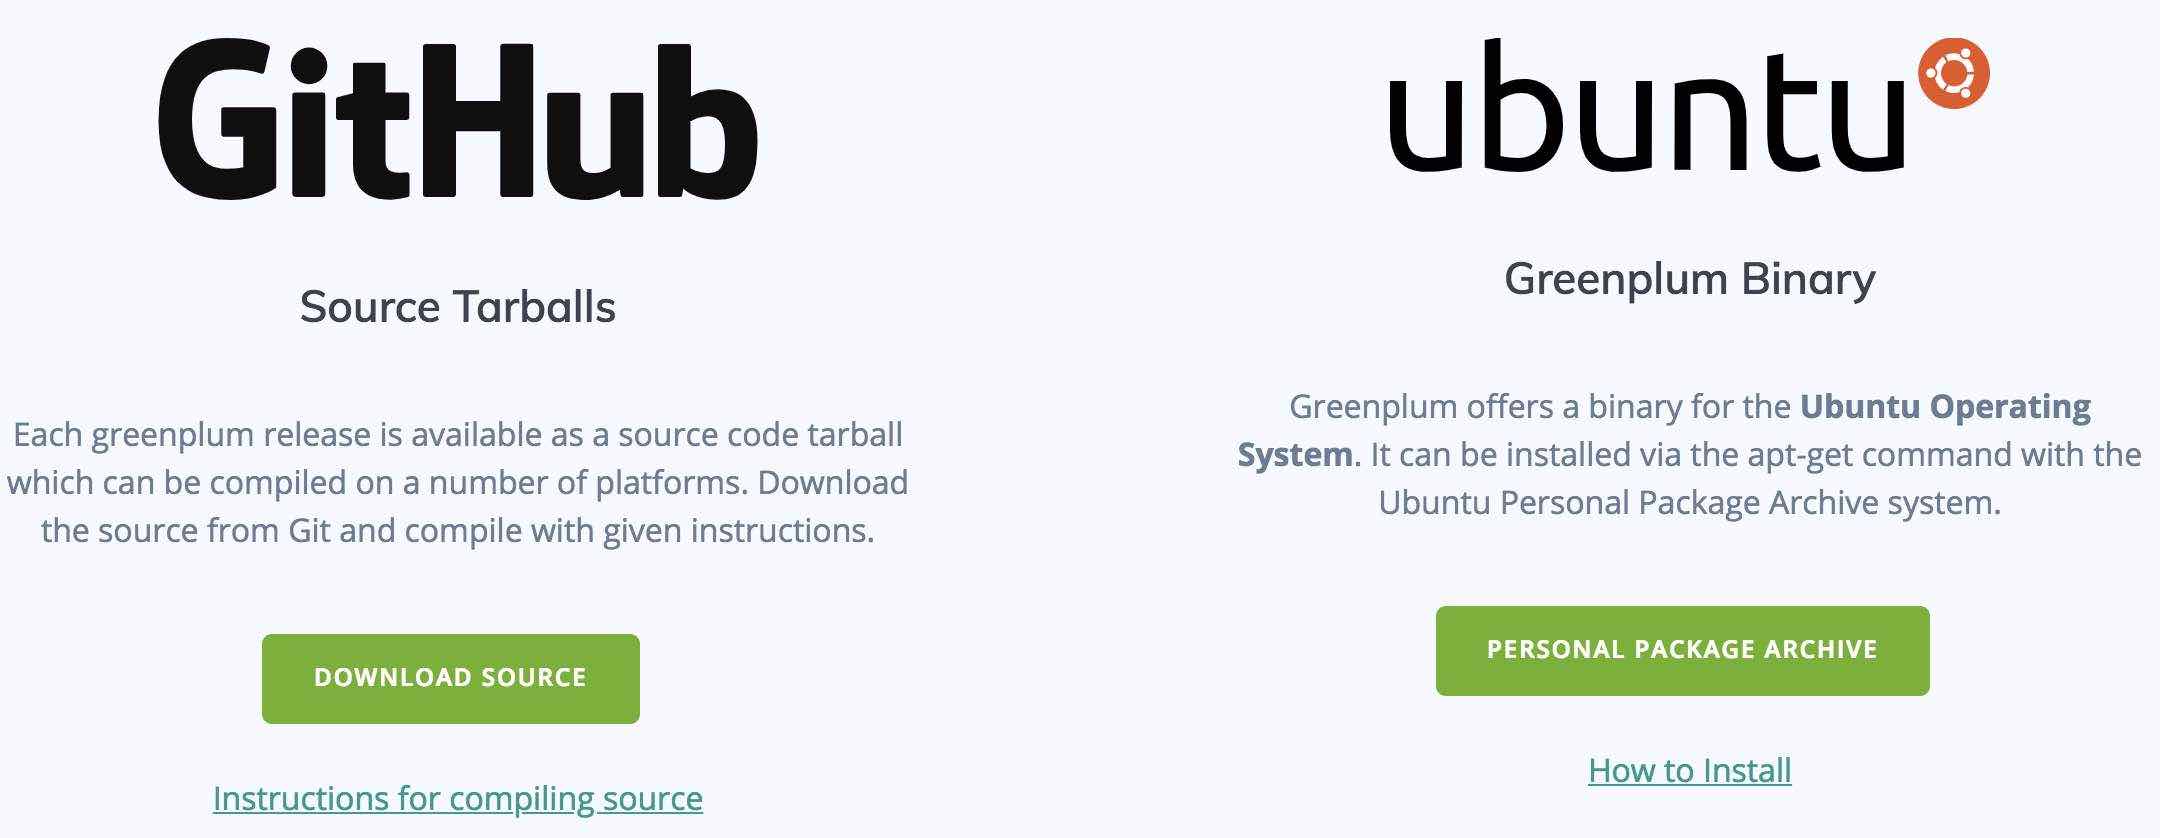 GitHub
Source Tarballs
Each greenplum release is available as a source code tarball
which can be compiled on a number of platforms. Download
the source from Git and compile with given instructions.
DOWNLOAD SOURCE
Instructions for compiling source
ubuntu
Greenplum Binary
Greenplum offers a binary for the Ubuntu Operating
System. It can be installed via the apt-get command with the
Ubuntu Personal Package Archive system.
PERSONAL PACKAGE ARCHIVE
How to Install